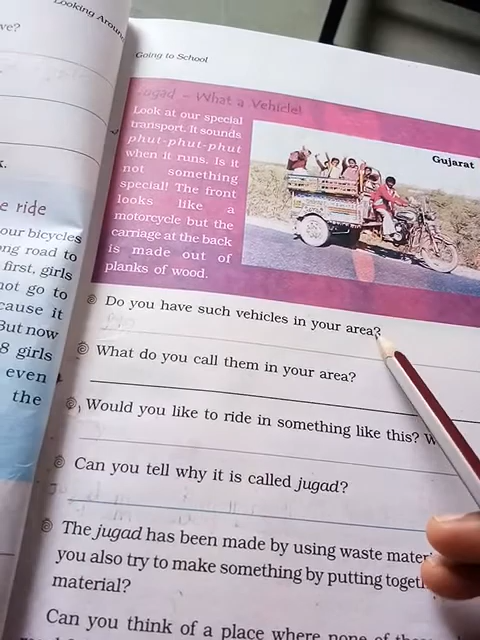 Looking Around
ve?
k.
e ride
our bicycles
ong road to
first, girls
not go to
cause it
But now
8 girls
even
the
Going to School
Jugad – What a Vehicle!
Look at our special
transport. It sounds
phut-phut-phut
when it runs. Is it
not something
special! The front
looks like a
motorcycle but the
carriage at the back
is made out of
planks of wood.
Gujarat
Do you have such vehicles in your area?
What do you call them in your area?
Would you like to ride in something like this? W
Can you tell why it is called jugad?
The jugad has been made by using waste mater
you also try to make something by putting toget
material?
Can you think of a place where none of